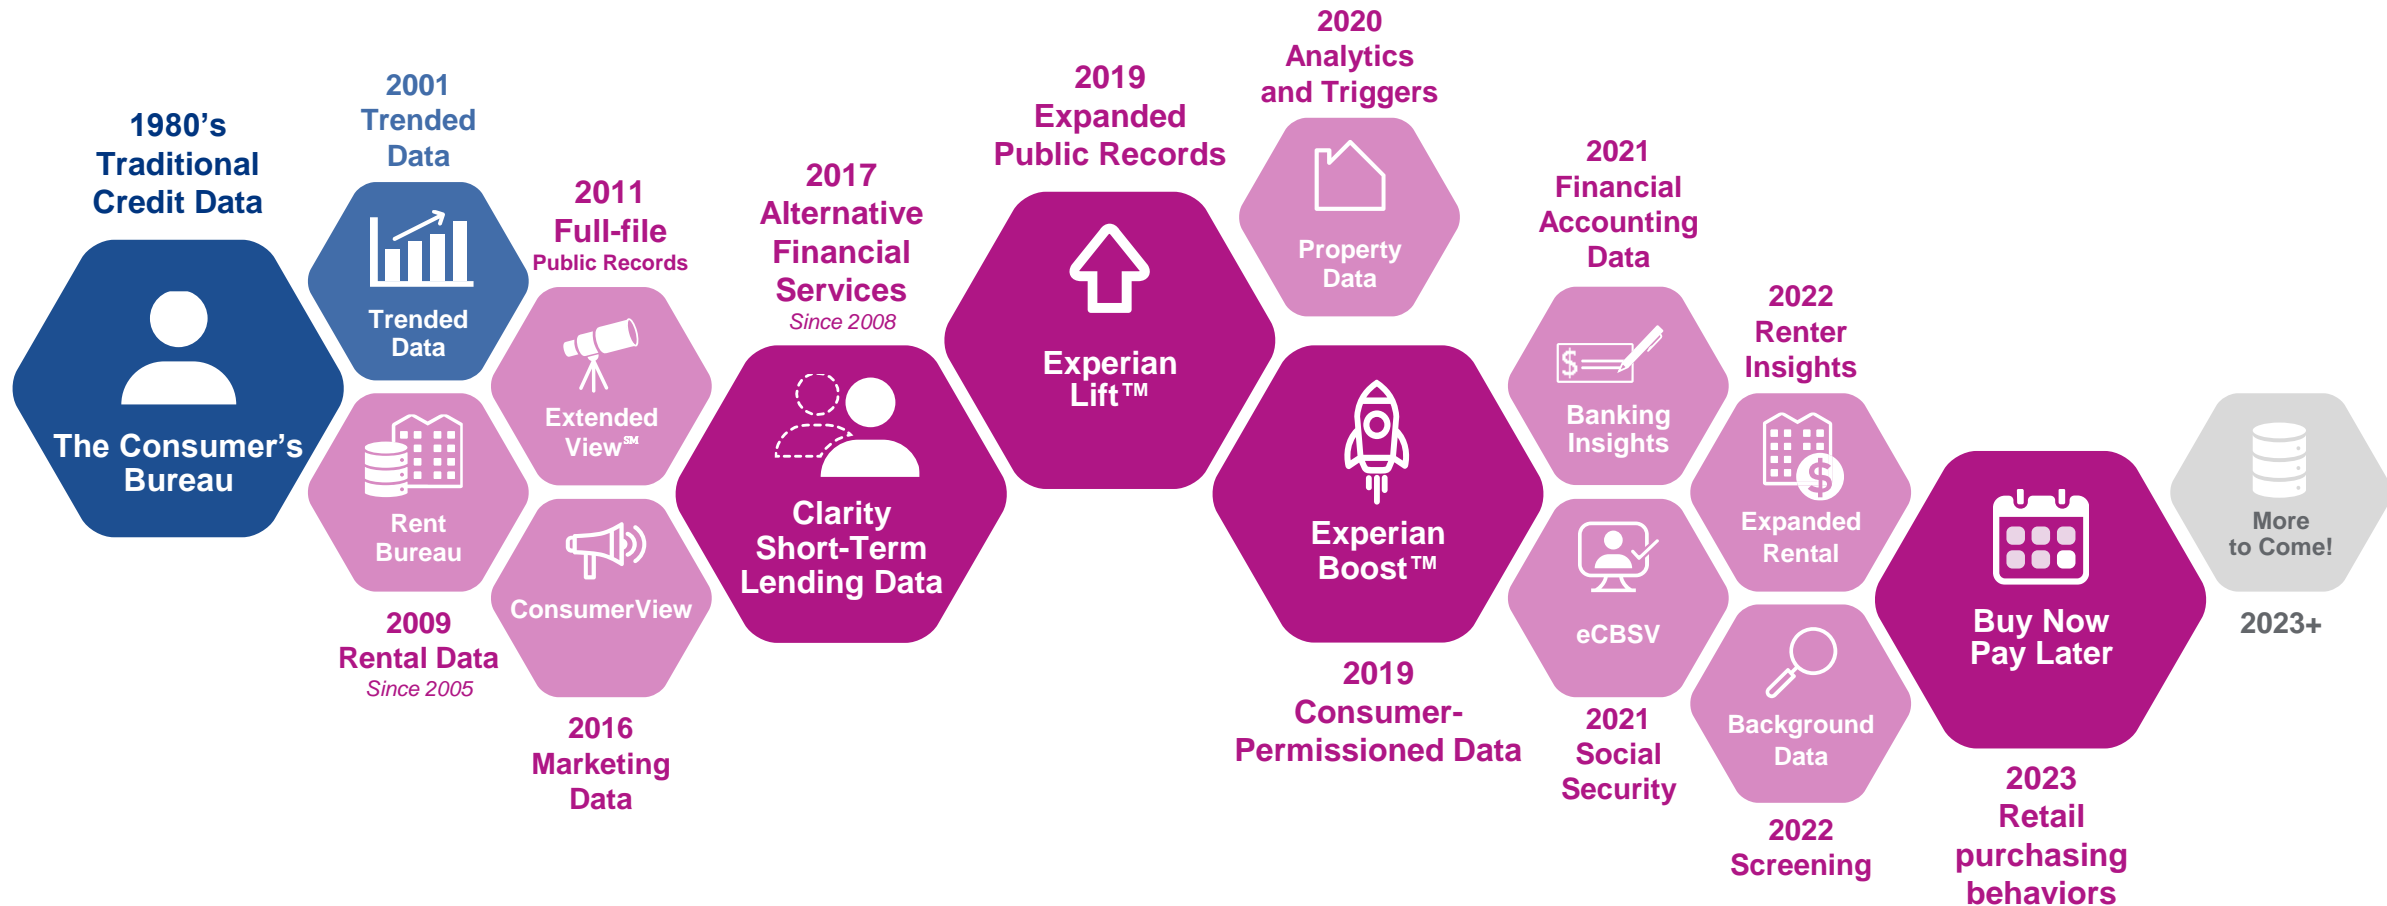 1980's
Traditional
Credit Data
The Consumer's
Bureau
2001
Trended
Data
Trended
Data
Rent
Bureau
2009
Rental Data
Since 2005
2011
Full-file
Public Records
Extended
View℠
ConsumerView
2016
Marketing
Data
2017
Alternative
Financial
Services
Since 2008
Clarity
Short-Term
Lending Data
2019
Expanded
Public Records
Experian
Lift™
2020
Analytics
and Triggers
Property
Data
Experian
Boost™
2019
Consumer-
Permissioned Data
2021
Financial
Accounting
Data
$
Banking
Insights
eCBSV
2021
Social
Security
2022
Renter
Insights
$
Expanded
Rental
Background
Data
2022
Screening
Buy Now
Pay Later
2023
Retail
purchasing
behaviors
More
to Come!
2023+